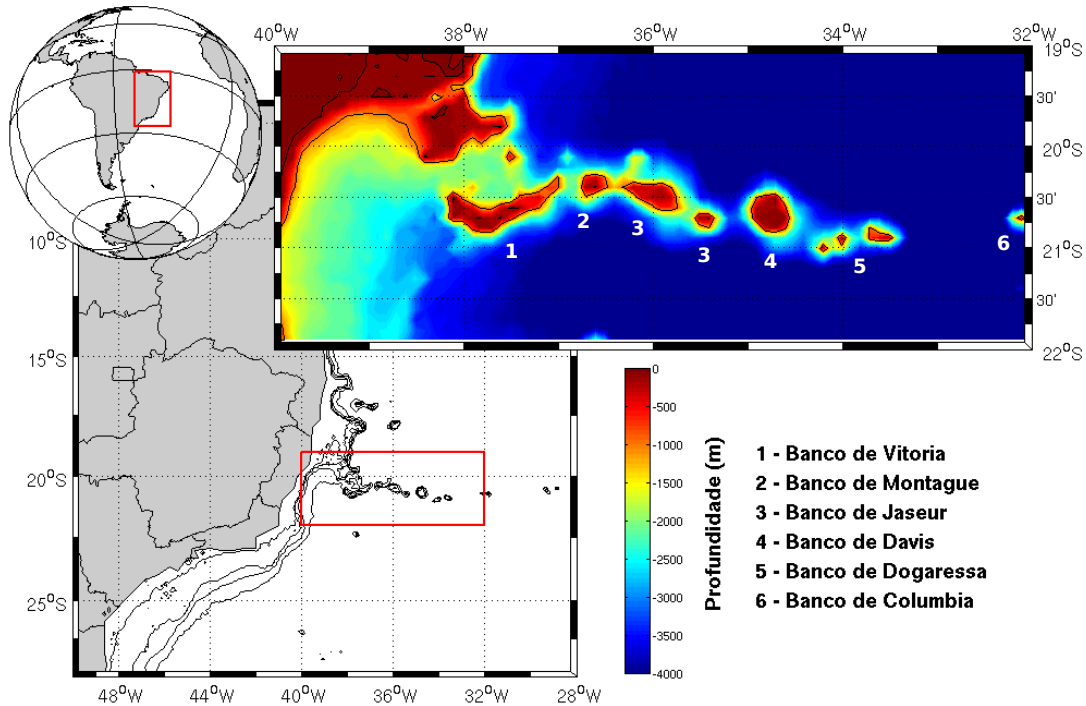 40°W
38°W
36°W
34°W
32°W
19°S
30'
20°S
30'
21°S
30'
22°S
1
2
3
3
4
5
6
10°S
15°S
20°S
25°S
48°W
44°W
40°W
36°W
32°W
28°W
0
-500
-1000
-1500
-2000
-2500
-3000
-3500
-4000
Profundidade (m)
1 - Banco de Vitoria
2 - Banco de Montague
3 - Banco de Jaseur
4 - Banco de Davis
5 - Banco de Dogaressa
6 - Banco de Columbia